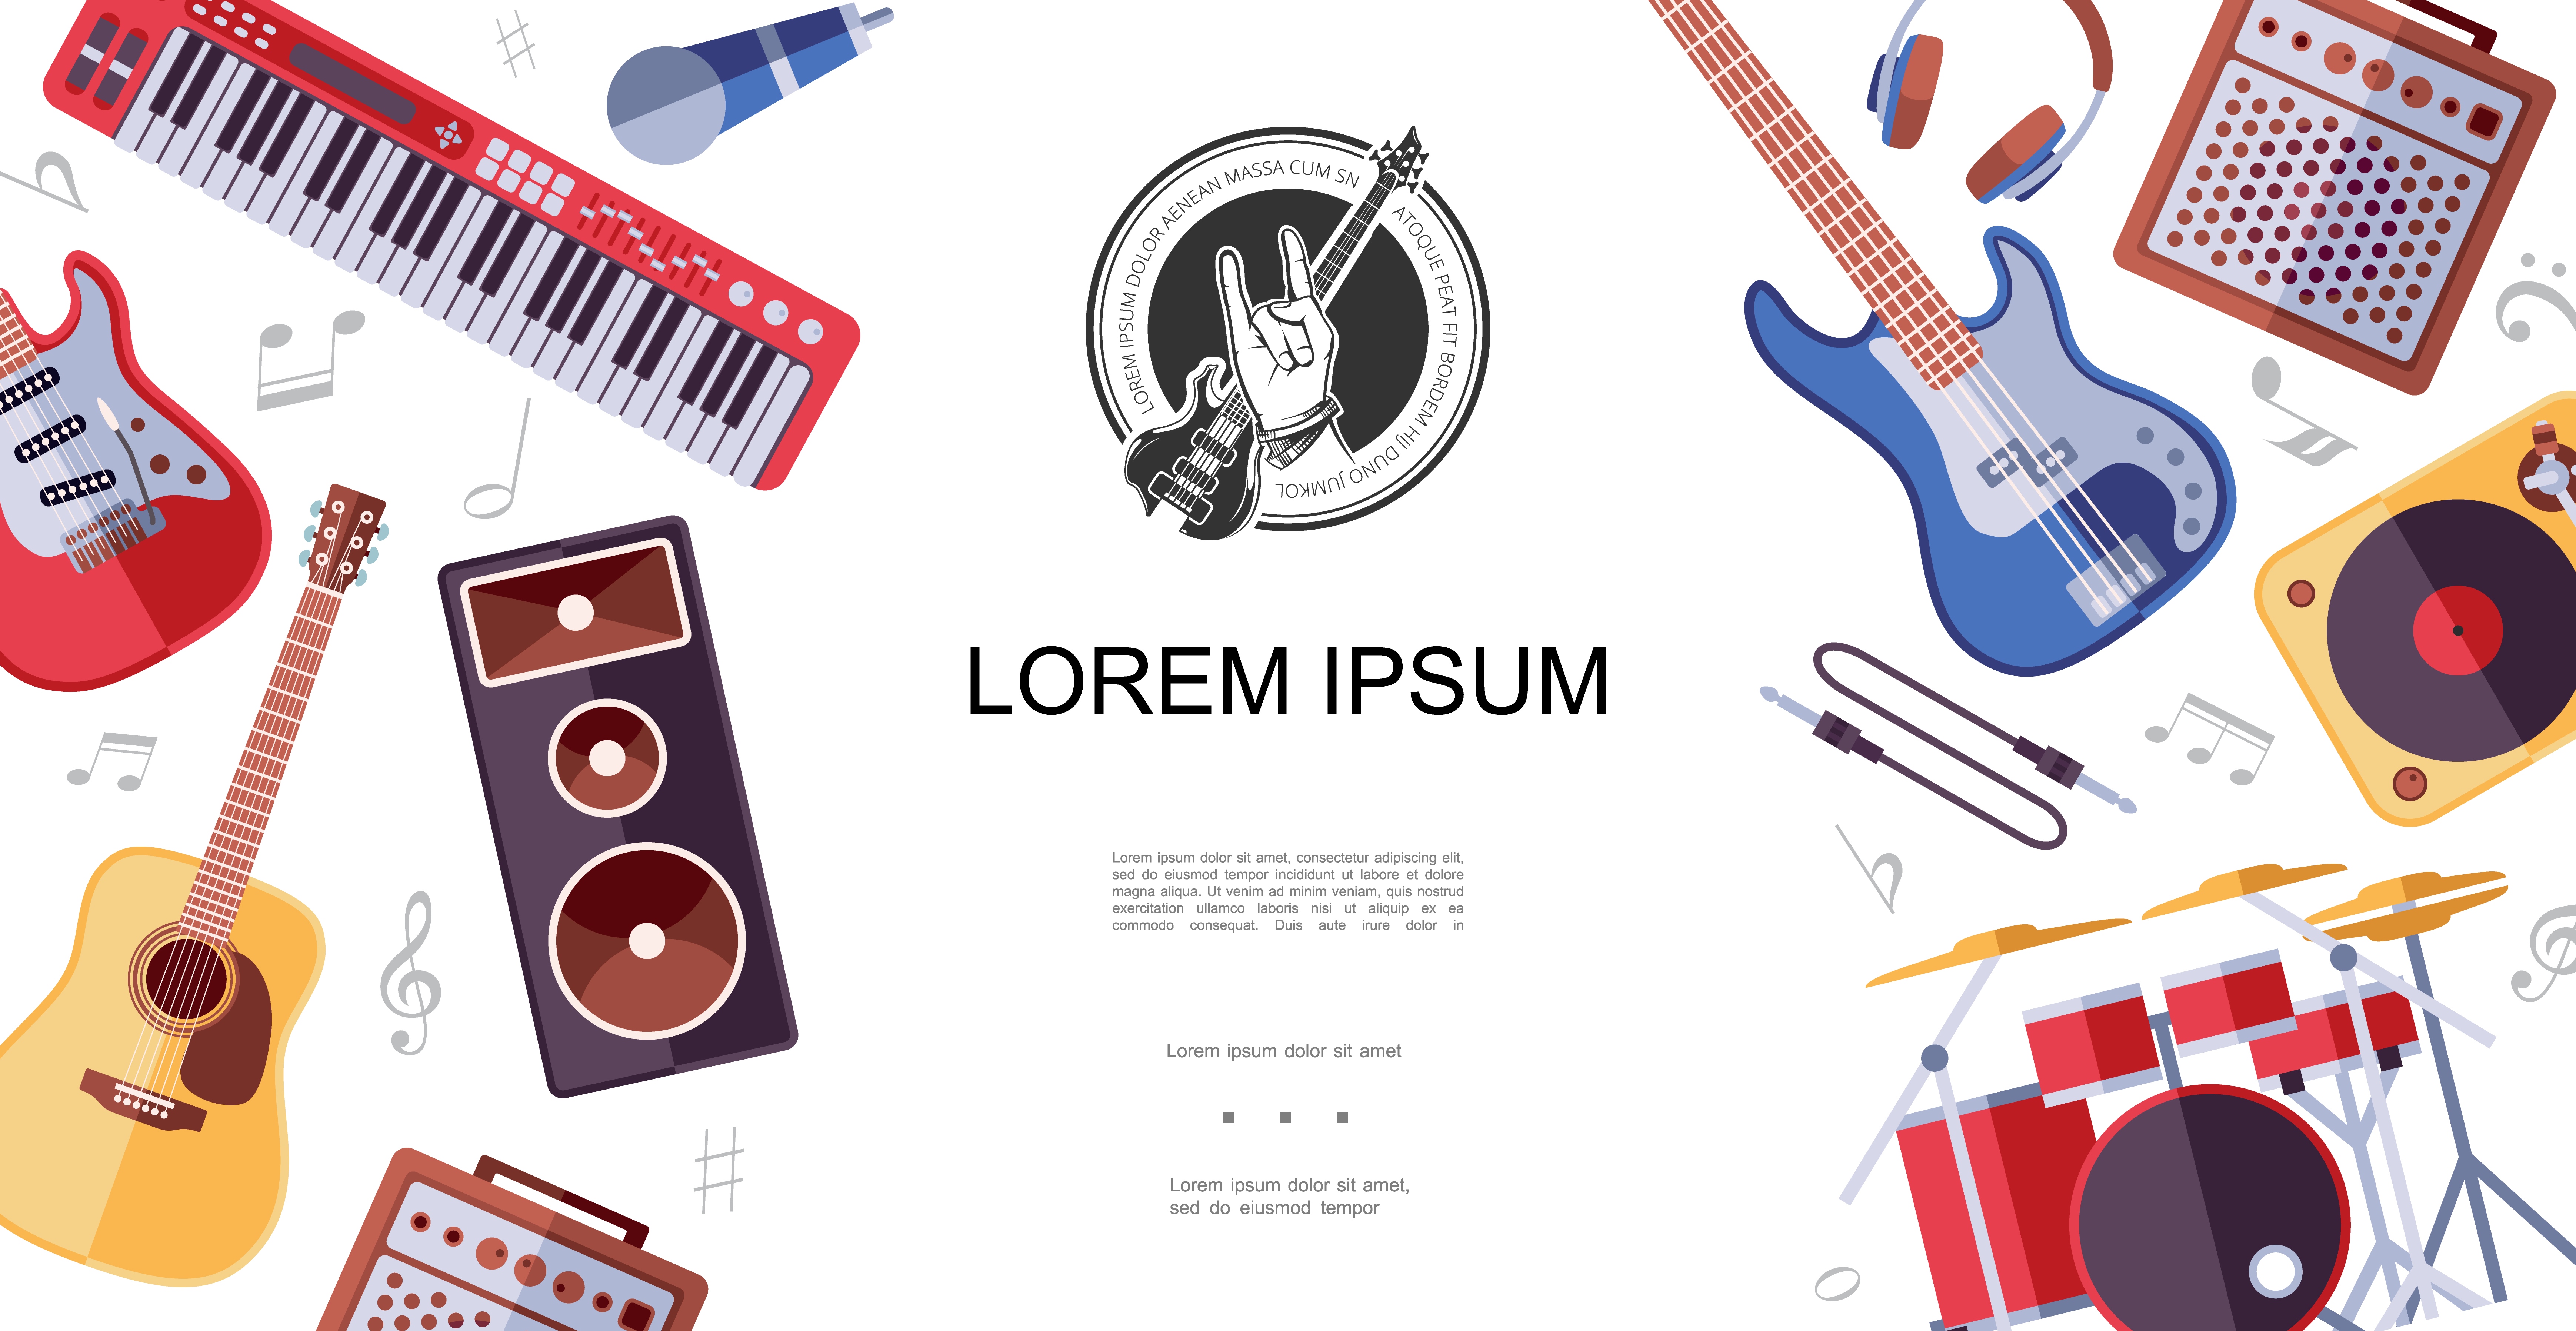 LOREM IPSUM DOLOR AENEAN MASSA CUM SN
ATOQUE PEAT FIT BORDEM HIJ DUNO JUMKOL
LOREM IPSUM
Lorem ipsum dolor sit amet, consectetur adipiscing elit,
sed do eiusmod tempor incididunt ut labore et dolore
magna aliqua. Ut venim ad minim veniam, quis nostrud
exercitation ullamco laboris nisi ut aliquip ex ea
commodo consequat. Duis aute irure dolor in
Lorem ipsum dolor sit amet
Lorem ipsum dolor sit amet,
sed do eiusmod tempor